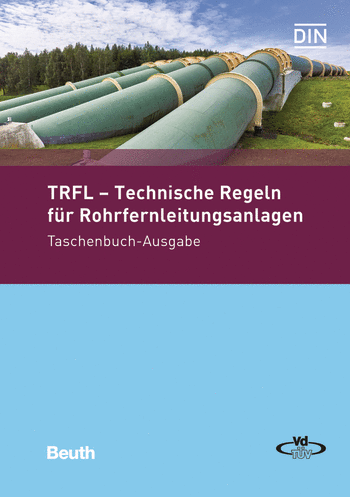 DIN
TRFL – Technische Regeln
für Rohrfernleitungsanlagen
Taschenbuch-Ausgabe
Beuth
Vd
TÜV